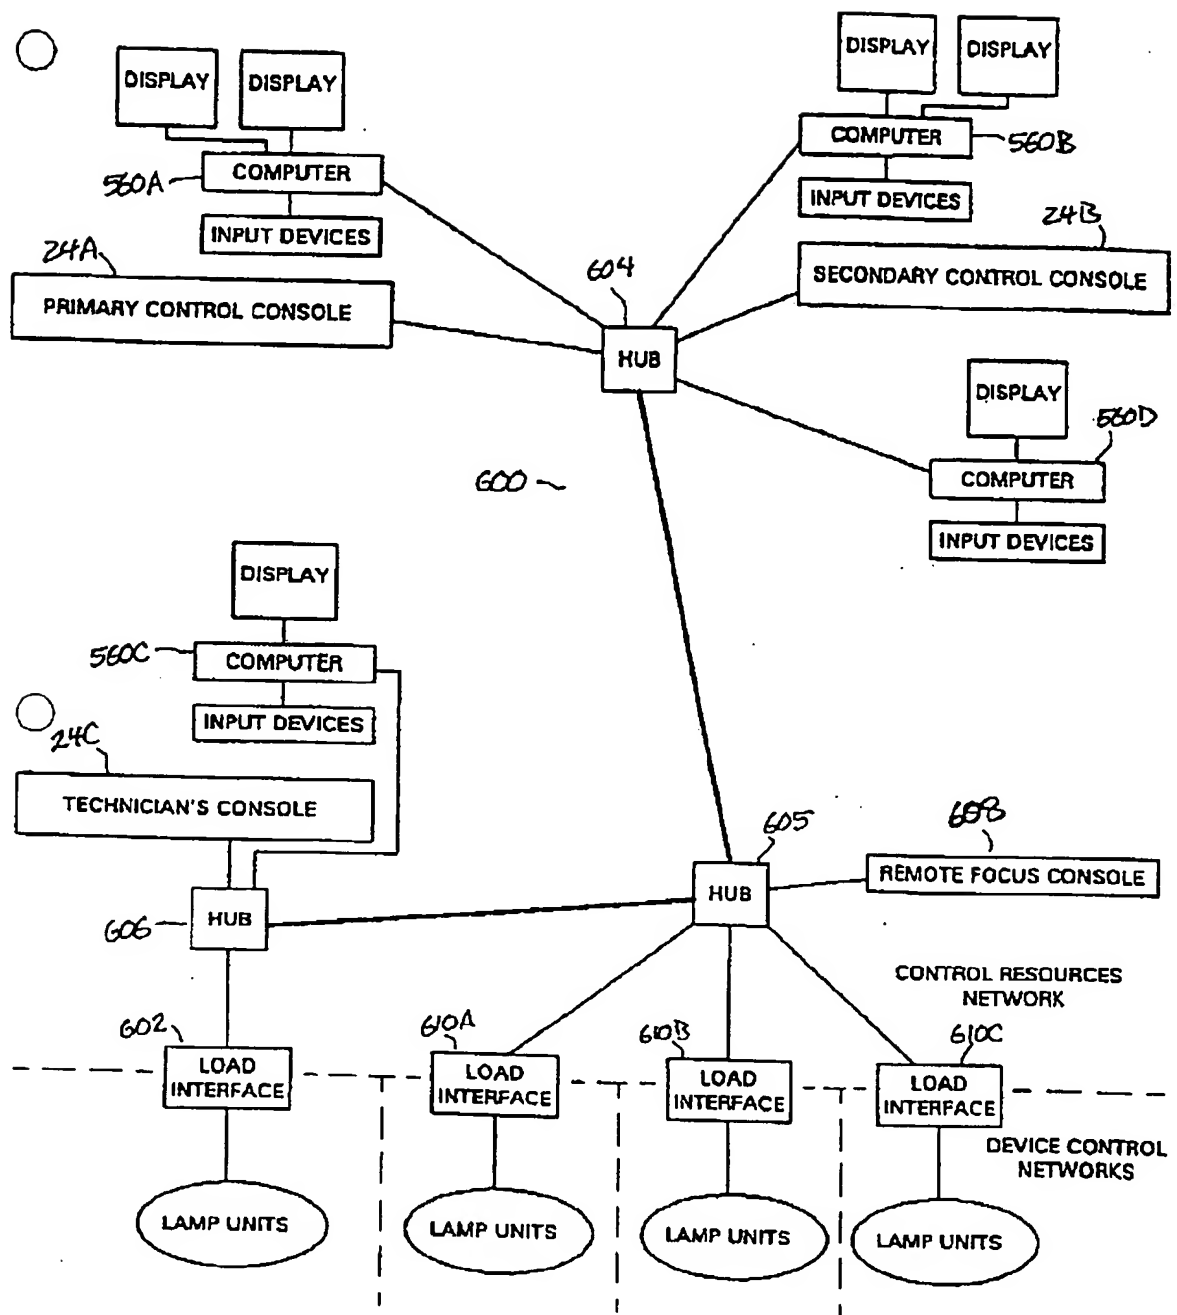 DISPLAY
DISPLAY
COMPUTER
560A
INPUT DEVICES
24A
PRIMARY CONTROL CONSOLE
DISPLAY
DISPLAY
COMPUTER
560B
INPUT DEVICES
24B
SECONDARY CONTROL CONSOLE
604
HUB
DISPLAY
560D
COMPUTER
INPUT DEVICES
600
DISPLAY
560C
COMPUTER
INPUT DEVICES
24C
TECHNICIAN'S CONSOLE
605
HUB
608
REMOTE FOCUS CONSOLE
606
HUB
CONTROL RESOURCES
NETWORK
602
LOAD
INTERFACE
610A
LOAD
INTERFACE
610B
LOAD
INTERFACE
610C
LOAD
INTERFACE
DEVICE CONTROL
NETWORKS
LAMP UNITS
LAMP UNITS
LAMP UNITS
LAMP UNITS